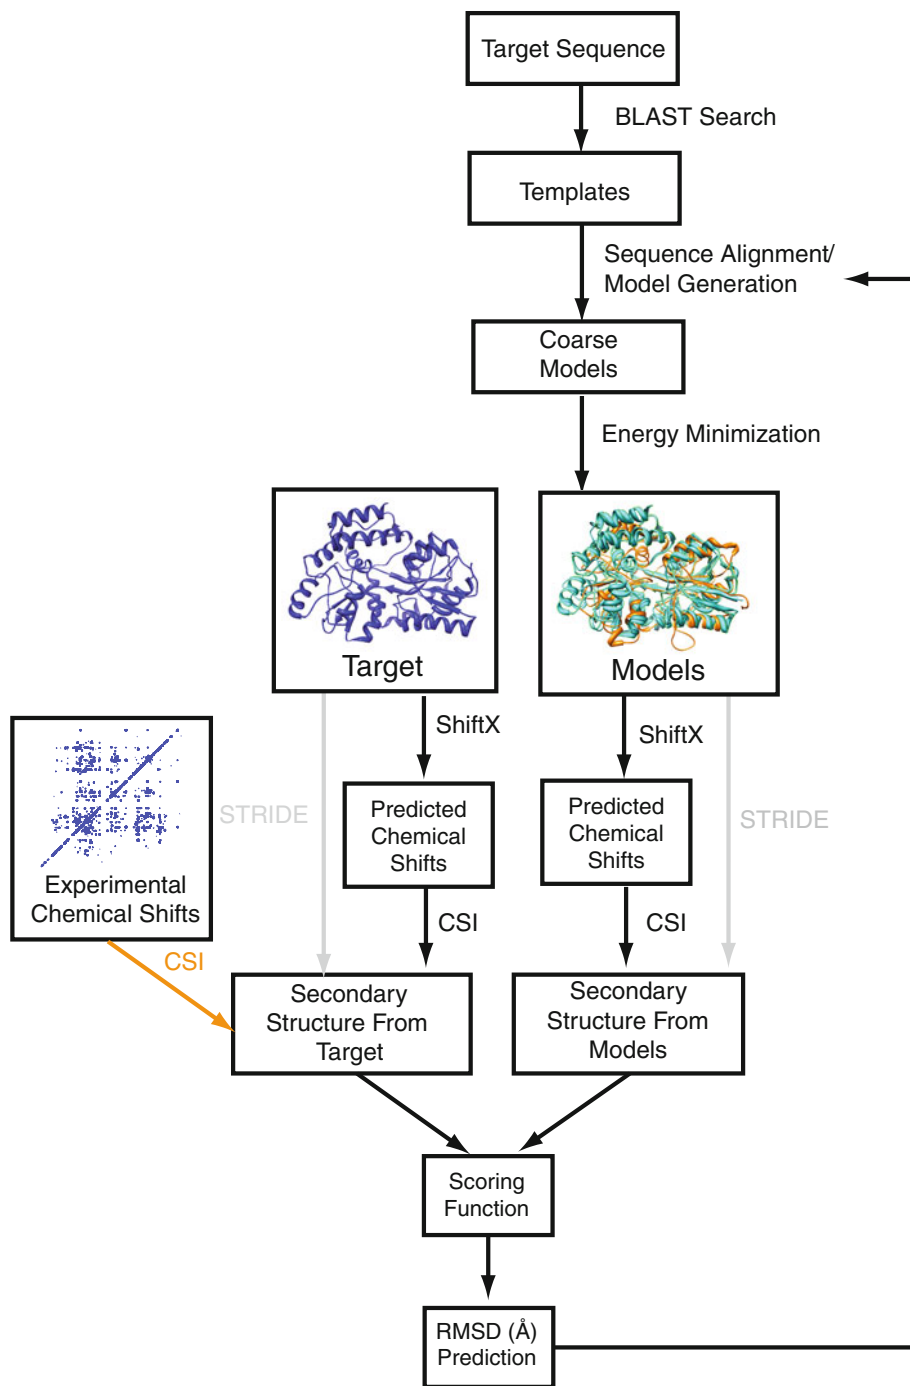 Target Sequence
BLAST Search
Templates
Sequence Alignment/
Model Generation
Coarse
Models
Energy Minimization
Target
Models
ShiftX
ShiftX
Experimental
Chemical Shifts
STRIDE
Predicted
Chemical
Shifts
Predicted
Chemical
Shifts
STRIDE
CSI
CSI
CSI
Secondary
Structure From
Target
Secondary
Structure From
Models
Scoring
Function
RMSD (Å)
Prediction